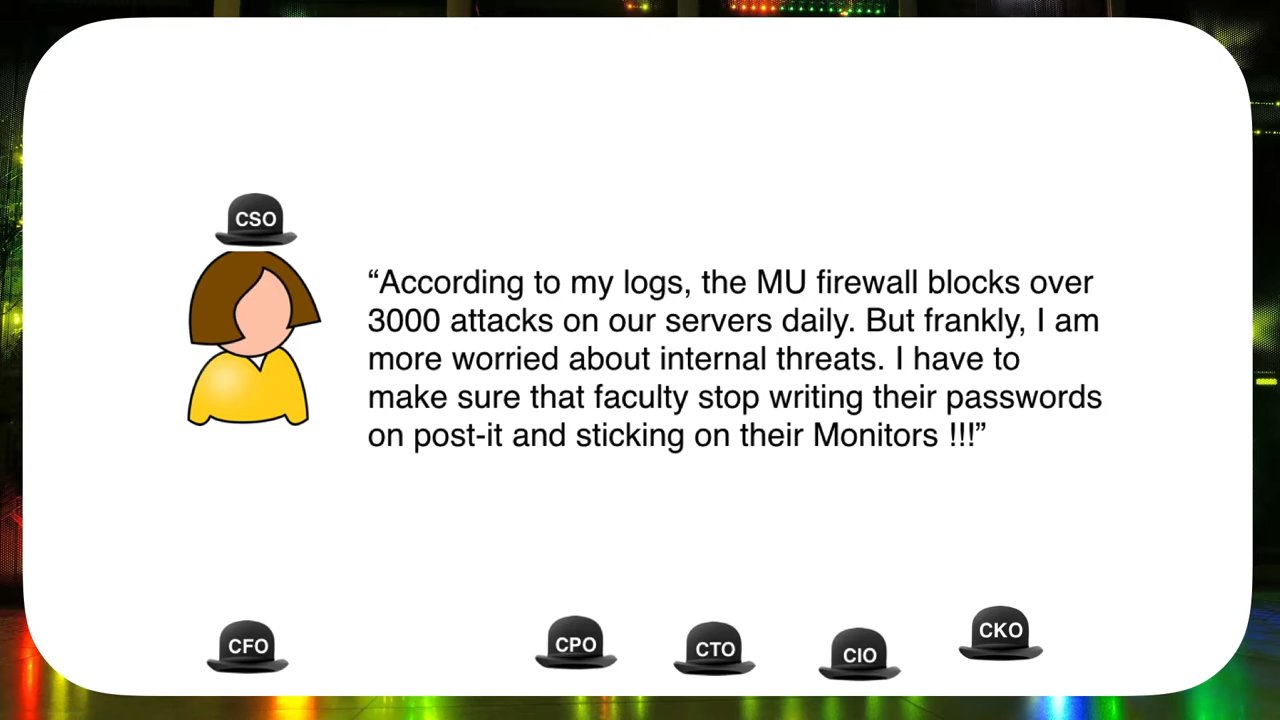 CSO
“According to my logs, the MU firewall blocks over
3000 attacks on our servers daily. But frankly, I am
more worried about internal threats. I have to
make sure that faculty stop writing their passwords
on post-it and sticking on their Monitors !!!”
CFO
CPO
CTO
CIO
CKO